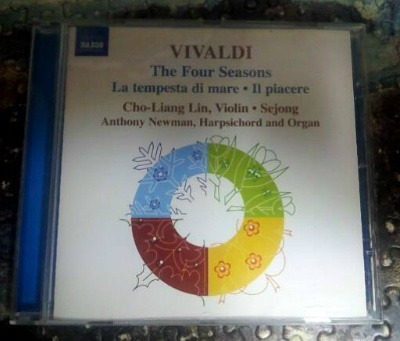 NAXOS
VIVALDI
The Four Seasons
La tempesta di mare • Il piacere
Cho-Liang Lin, Violin • Sejong
Anthony Newman, Harpsichord and Organ